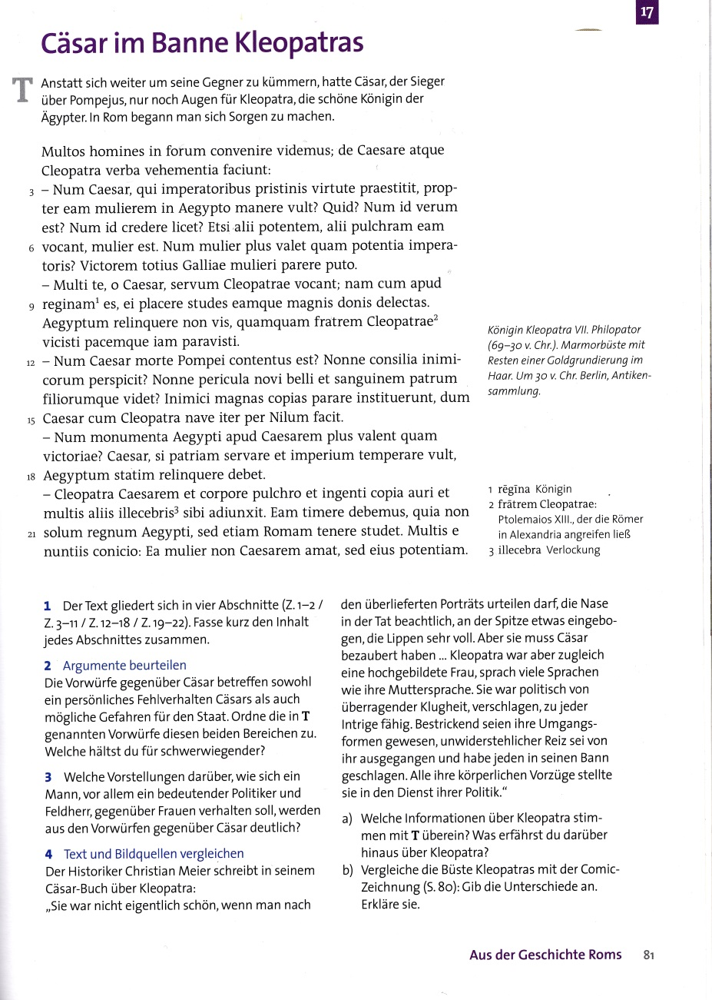 17
Cäsar im Banne Kleopatras
T
Anstatt sich weiter um seine Gegner zu kümmern, hatte Cäsar, der Sieger
über Pompejus, nur noch Augen für Kleopatra, die schöne Königin der
Ägypter. In Rom begann man sich Sorgen zu machen.
Multos homines in forum convenire videmus; de Caesare atque
Cleopatra verba vehementia faciunt:
3 – Num Caesar, qui imperatoribus pristinis virtute praestitit, prop-
ter eam mulierem in Aegypto manere vult? Quid? Num id verum
est? Num id credere licet? Etsi alii potentem, alii pulchram eam
6 vocant, mulier est. Num mulier plus valet quam potentia impera-
toris? Victorem totius Galliae mulieri parere puto.
– Multi te, o Caesar, servum Cleopatrae vocant; nam cum apud
9 reginam¹ es, ei placere studes eamque magnis donis delectas.
Aegyptum relinquere non vis, quamquam fratrem Cleopatrae²
vicisti pacemque iam paravisti.
12 – Num Caesar morte Pompei contentus est? Nonne consilia inimi-
corum perspicit? Nonne pericula novi belli et sanguinem patrum
filiorumque videt? Inimici magnas copias parare instituerunt, dum
15 Caesar cum Cleopatra nave iter per Nilum facit.
– Num monumenta Aegypti apud Caesarem plus valent quam
victoriae? Caesar, si patriam servare et imperium temperare vult,
18 Aegyptum statim relinquere debet.
– Cleopatra Caesarem et corpore pulchro et ingenti copia auri et
multis aliis illecebris³ sibi adiunxit. Eam timere debemus, quia non
21 solum regnum Aegypti, sed etiam Romam tenere studet. Multis e
nuntiis conicio: Ea mulier non Caesarem amat, sed eius potentiam.
Königin Kleopatra VII. Philopator
(69–30 v. Chr.). Marmorbüste mit
Resten einer Goldgrundierung im
Haar. Um 30 v. Chr. Berlin, Antiken-
sammlung.
1 rēgīna Königin
2 frātrem Cleopatrae:
Ptolemaios XIII., der die Römer
in Alexandria angreifen ließ
3 illecebra Verlockung
1 Der Text gliedert sich in vier Abschnitte (Z. 1–2 /
Z. 3–11 / Z. 12–18 / Z. 19–22). Fasse kurz den Inhalt
jedes Abschnittes zusammen.
2 Argumente beurteilen
Die Vorwürfe gegenüber Cäsar betreffen sowohl
ein persönliches Fehlverhalten Cäsars als auch
mögliche Gefahren für den Staat. Ordne die in T
genannten Vorwürfe diesen beiden Bereichen zu.
Welche hältst du für schwerwiegender?
3 Welche Vorstellungen darüber, wie sich ein
Mann, vor allem ein bedeutender Politiker und
Feldherr, gegenüber Frauen verhalten soll, werden
aus den Vorwürfen gegenüber Cäsar deutlich?
4 Text und Bildquellen vergleichen
Der Historiker Christian Meier schreibt in seinem
Cäsar-Buch über Kleopatra:
„Sie war nicht eigentlich schön, wenn man nach
den überlieferten Porträts urteilen darf, die Nase
in der Tat beachtlich, an der Spitze etwas eingebo-
gen, die Lippen sehr voll. Aber sie muss Cäsar
bezaubert haben ... Kleopatra war aber zugleich
eine hochgebildete Frau, sprach viele Sprachen
wie ihre Muttersprache. Sie war politisch von
überragender Klugheit, verschlagen, zu jeder
Intrige fähig. Bestrickend seien ihre Umgangs-
formen gewesen, unwiderstehlicher Reiz sei von
ihr ausgegangen und habe jeden in seinen Bann
geschlagen. Alle ihre körperlichen Vorzüge stellte
sie in den Dienst ihrer Politik.“
a) Welche Informationen über Kleopatra stim-
men mit T überein? Was erfährst du darüber
hinaus über Kleopatra?
b) Vergleiche die Büste Kleopatras mit der Comic-
Zeichnung (S. 80): Gib die Unterschiede an.
Erkläre sie.
Aus der Geschichte Roms 81